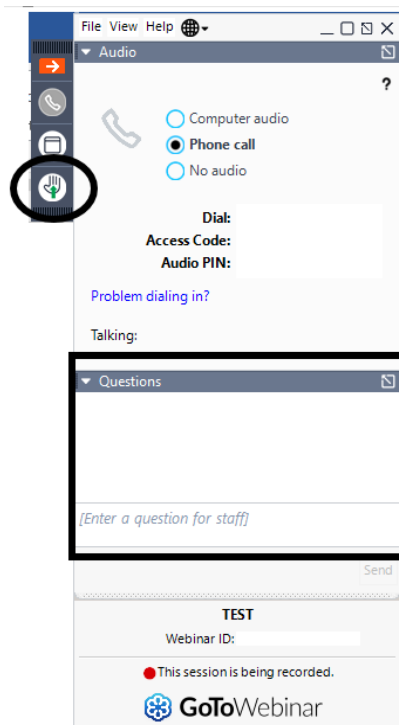 File View Help
Audio
?
Computer audio
Phone call
No audio
Dial:
Access Code:
Audio PIN:
Problem dialing in?
Talking:
Questions
[Enter a question for staff]
Send
TEST
Webinar ID:
This session is being recorded.
GoToWebinar